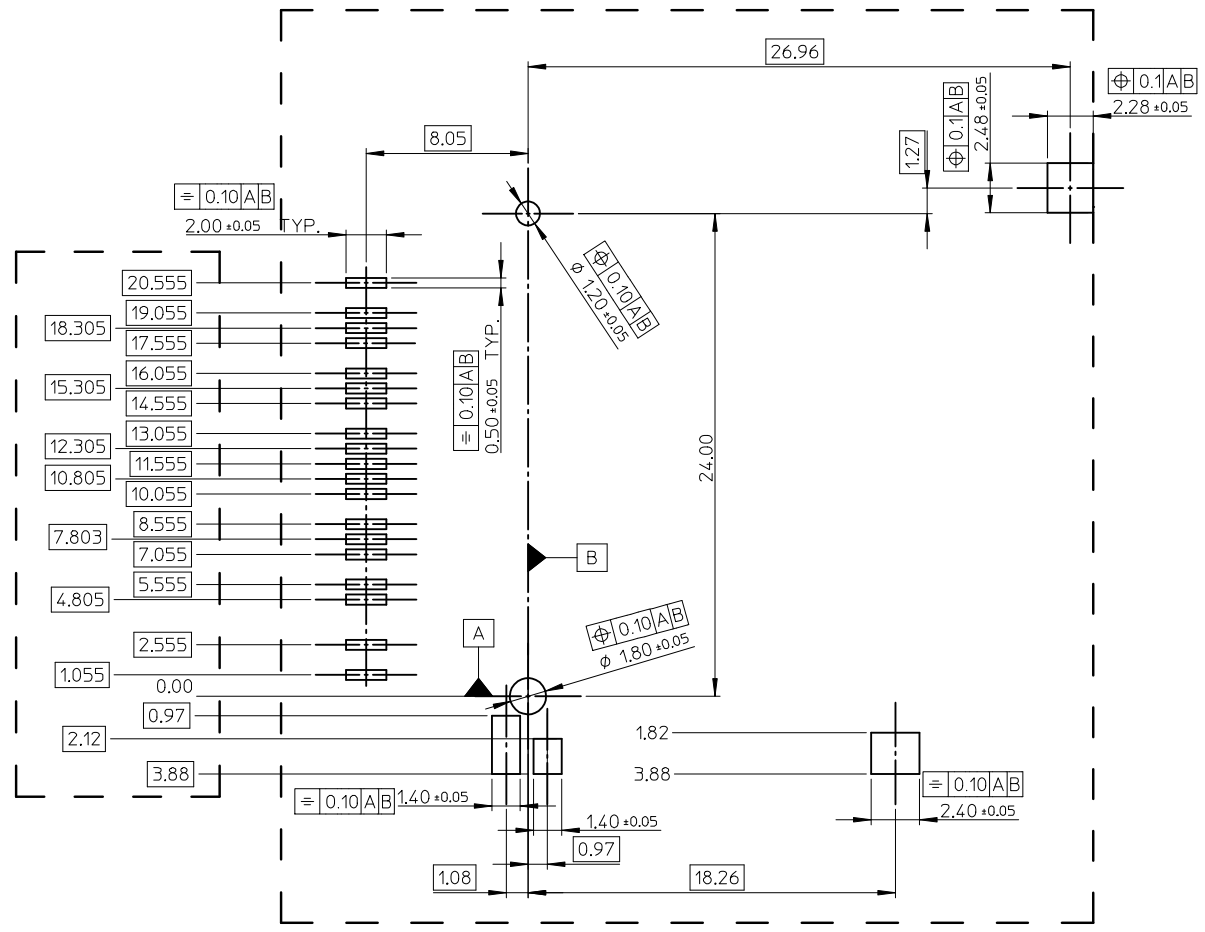 26.96
⌖ 0.1 A B
2.28 ±0.05
⌖ 0.1 A B
2.48 ±0.05
1.27
8.05
⌯ 0.10 A B
2.00 ±0.05 TYP.
⌖ 0.10 A B
⌀ 1.20 ±0.05
20.555
19.055
18.305
17.555
16.055
15.305
14.555
13.055
12.305
11.555
10.805
10.055
8.555
7.803
7.055
5.555
4.805
2.555
1.055
0.00
0.97
2.12
3.88
⌯ 0.10 A B
0.50 ±0.05 TYP.
24.00
B
A
⌖ 0.10 A B
⌀ 1.80 ±0.05
1.82
3.88
⌯ 0.10 A B
1.40 ±0.05
⌯ 0.10 A B
2.40 ±0.05
1.40 ±0.05
0.97
1.08
18.26